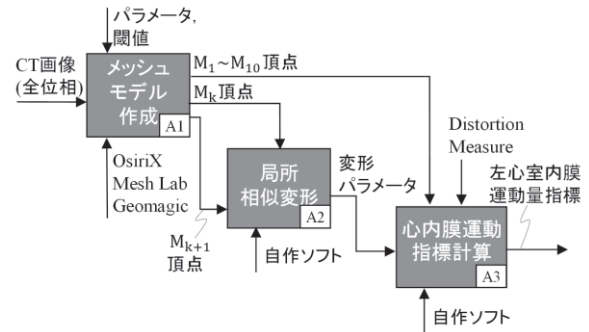 パラメータ,
閾値
CT画像
(全位相)
メッシュ
モデル
作成
A1
M₁~M₁₀ 頂点
Mₖ 頂点
OsiriX
Mesh Lab
Geomagic
Mₖ₊₁
頂点
局所
相似変形
A2
自作ソフト
変形
パラメータ
Distortion
Measure
左心室内膜
運動量指標
心内膜運動
指標計算
A3
自作ソフト